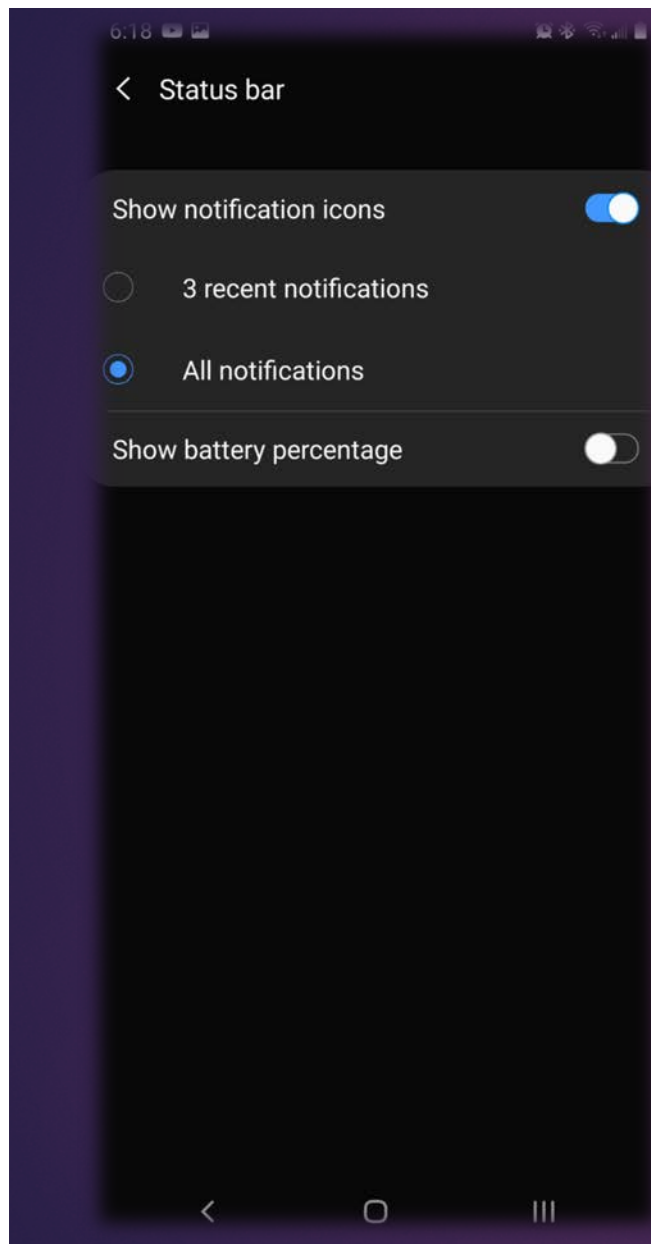 6:18
Status bar
Show notification icons
3 recent notifications
All notifications
Show battery percentage